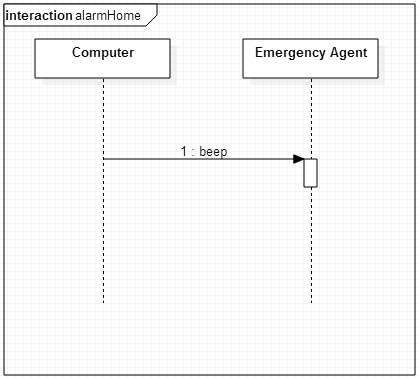 interaction alarmHome
Computer
Emergency Agent
1 : beep